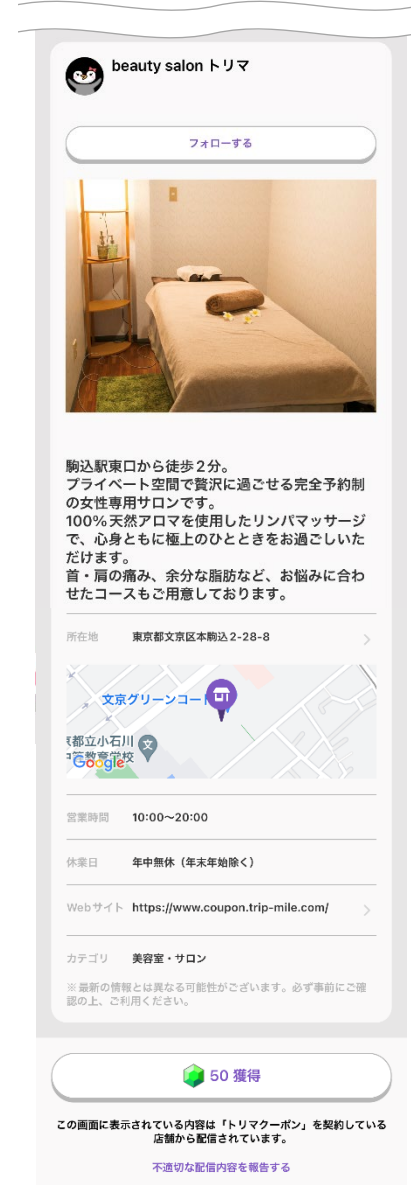 beauty salon トリマ
フォローする
駒込駅東口から徒歩2分。
プライベート空間で贅沢に過ごせる完全予約制
の女性専用サロンです。
100%天然アロマを使用したリンパマッサージ
で、心身ともに極上のひとときをお過ごしいた
だけます。
首・肩の痛み、余分な脂肪など、お悩みに合わ
せたコースもご用意しております。
所在地 東京都文京区本駒込2-28-8
文京グリーンコート
都立小石川
中等教育学校
文
Google
営業時間 10:00〜20:00
休業日 年中無休（年末年始除く）
Webサイト https://www.coupon.trip-mile.com/
カテゴリ 美容室・サロン
※最新の情報とは異なる可能性がございます。必ず事前にご確
認の上、ご利用ください。
50 獲得
この画面に表示されている内容は「トリマクーポン」を契約している
店舗から配信されています。
不適切な配信内容を報告する